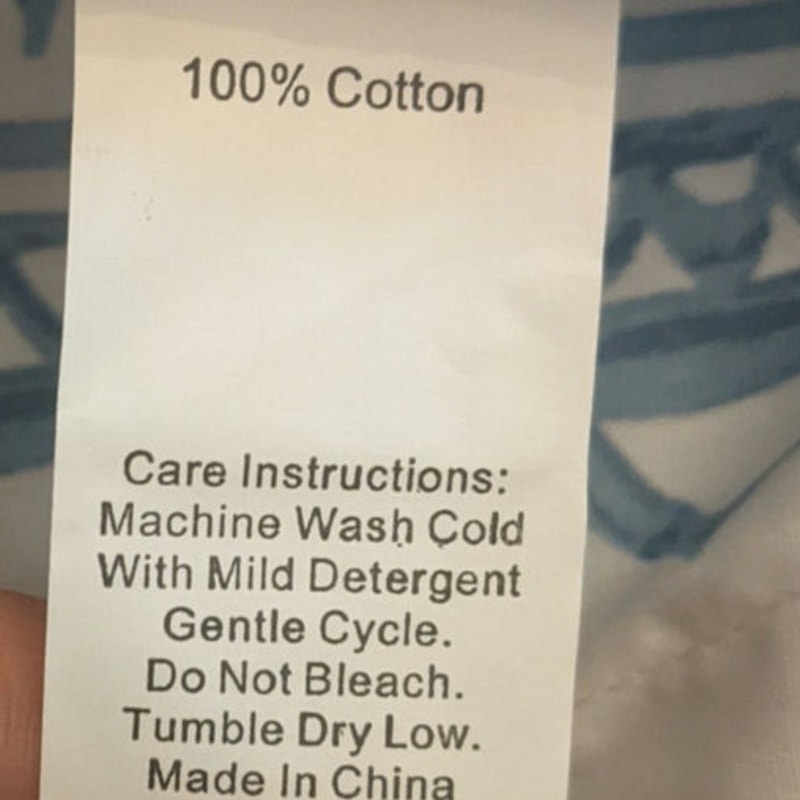 100% Cotton
Care Instructions:
Machine Wash Cold
With Mild Detergent
Gentle Cycle.
Do Not Bleach.
Tumble Dry Low.
Made In China